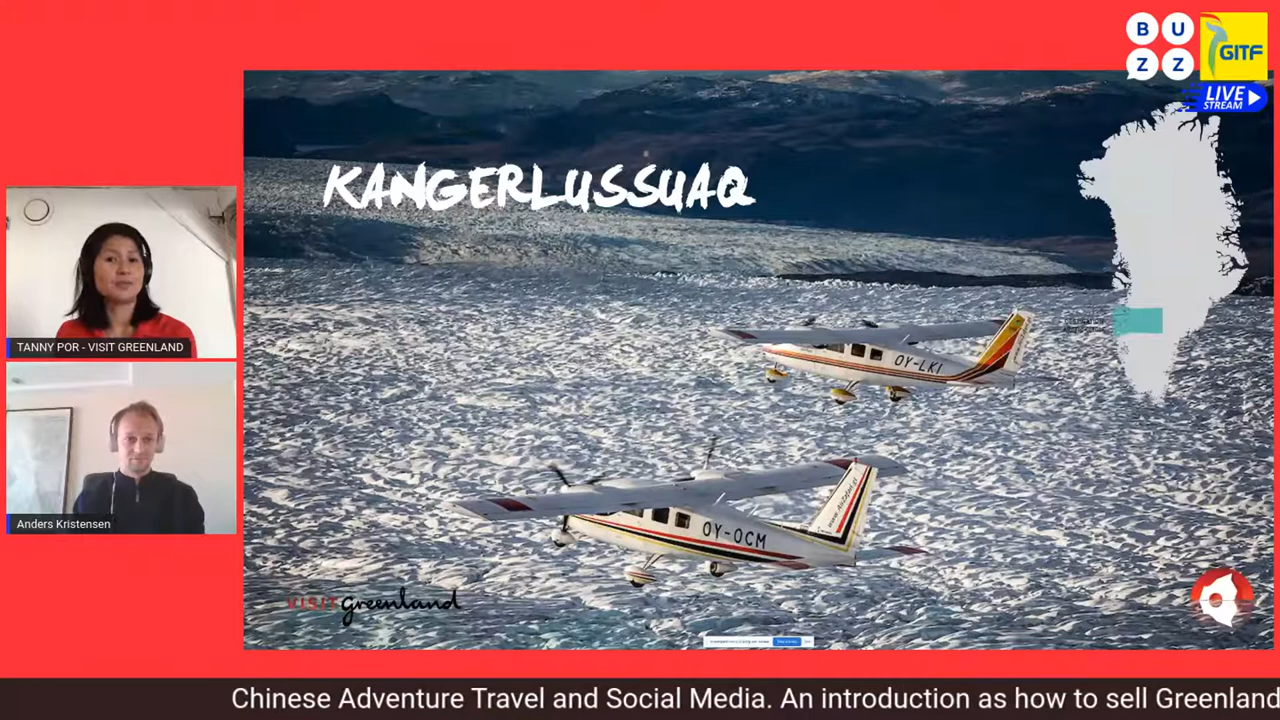 B U
Z Z
GITF
LIVE
STREAM
KANGERLUSSUAQ
TANNY POR - VISIT GREENLAND
OY-LKI
Anders Kristensen
OY-OCM
VISIT greenland
Chinese Adventure Travel and Social Media. An introduction as how to sell Greenland